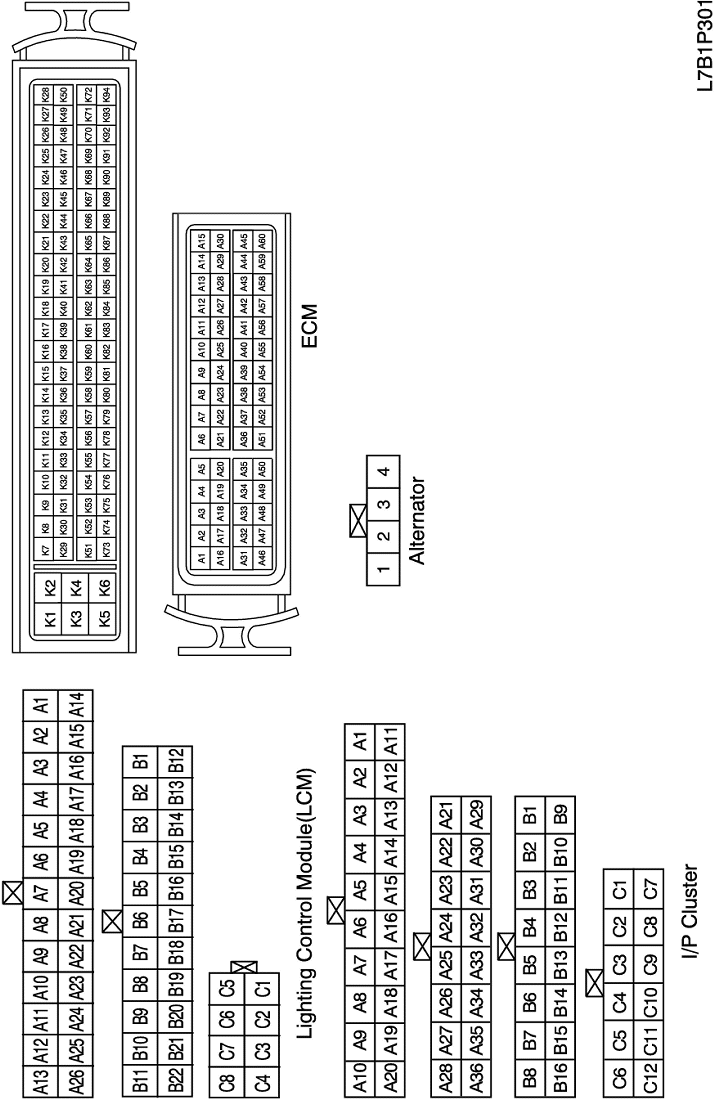 L7B1P301
K1 K2
K3 K4
K5 K6
K7 K8 K9 K10 K11 K12 K13 K14 K15 K16 K17 K18 K19 K20 K21 K22 K23 K24 K25 K26 K27 K28
K29 K30 K31 K32 K33 K34 K35 K36 K37 K38 K39 K40 K41 K42 K43 K44 K45 K46 K47 K48 K49 K50
K51 K52 K53 K54 K55 K56 K57 K58 K59 K60 K61 K62 K63 K64 K65 K66 K67 K68 K69 K70 K71 K72
K73 K74 K75 K76 K77 K78 K79 K80 K81 K82 K83 K84 K85 K86 K87 K88 K89 K90 K91 K92 K93 K94
A1 A2 A3 A4 A5 A6 A7 A8 A9 A10 A11 A12 A13 A14 A15
A16 A17 A18 A19 A20 A21 A22 A23 A24 A25 A26 A27 A28 A29 A30
A31 A32 A33 A34 A35 A36 A37 A38 A39 A40 A41 A42 A43 A44 A45
A46 A47 A48 A49 A50 A51 A52 A53 A54 A55 A56 A57 A58 A59 A60
ECM
1 2 3 4
Alternator
A13 A12 A11 A10 A9 A8 A7 A6 A5 A4 A3 A2 A1
A26 A25 A24 A23 A22 A21 A20 A19 A18 A17 A16 A15 A14
B11 B10 B9 B8 B7 B6 B5 B4 B3 B2 B1
B22 B21 B20 B19 B18 B17 B16 B15 B14 B13 B12
C8 C7 C6 C5
C4 C3 C2 C1
Lighting Control Module(LCM)
A10 A9 A8 A7 A6 A5 A4 A3 A2 A1
A20 A19 A18 A17 A16 A15 A14 A13 A12 A11
A28 A27 A26 A25 A24 A23 A22 A21
A36 A35 A34 A33 A32 A31 A30 A29
B8 B7 B6 B5 B4 B3 B2 B1
B16 B15 B14 B13 B12 B11 B10 B9
C6 C5 C4 C3 C2 C1
C12 C11 C10 C9 C8 C7
I/P Cluster